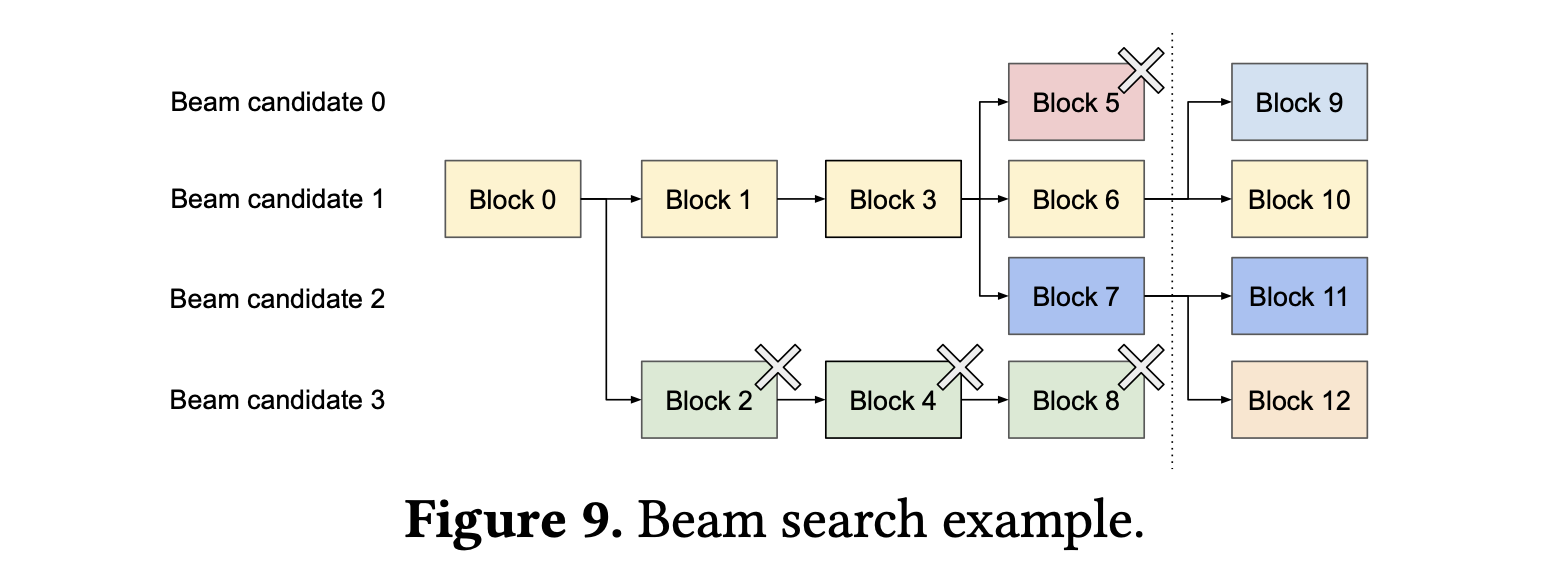 Beam candidate 0
Block 5
Block 9
Beam candidate 1
Block 0
Block 1
Block 3
Block 6
Block 10
Beam candidate 2
Block 7
Block 11
Beam candidate 3
Block 2
Block 4
Block 8
Block 12
Figure 9. Beam search example.